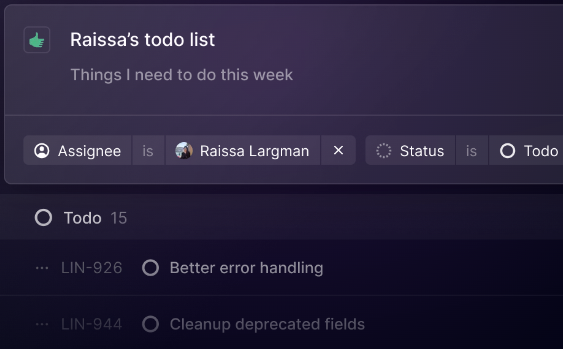 Raissa’s todo list
Things I need to do this week
Assignee is Raissa Largman × Status is Todo
Todo 15
LIN-926 Better error handling
LIN-944 Cleanup deprecated fields